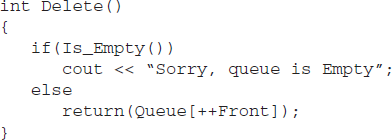 int Delete()
{
if(Is_Empty())
cout << “Sorry, queue is Empty”;
else
return(Queue[++Front]);
}